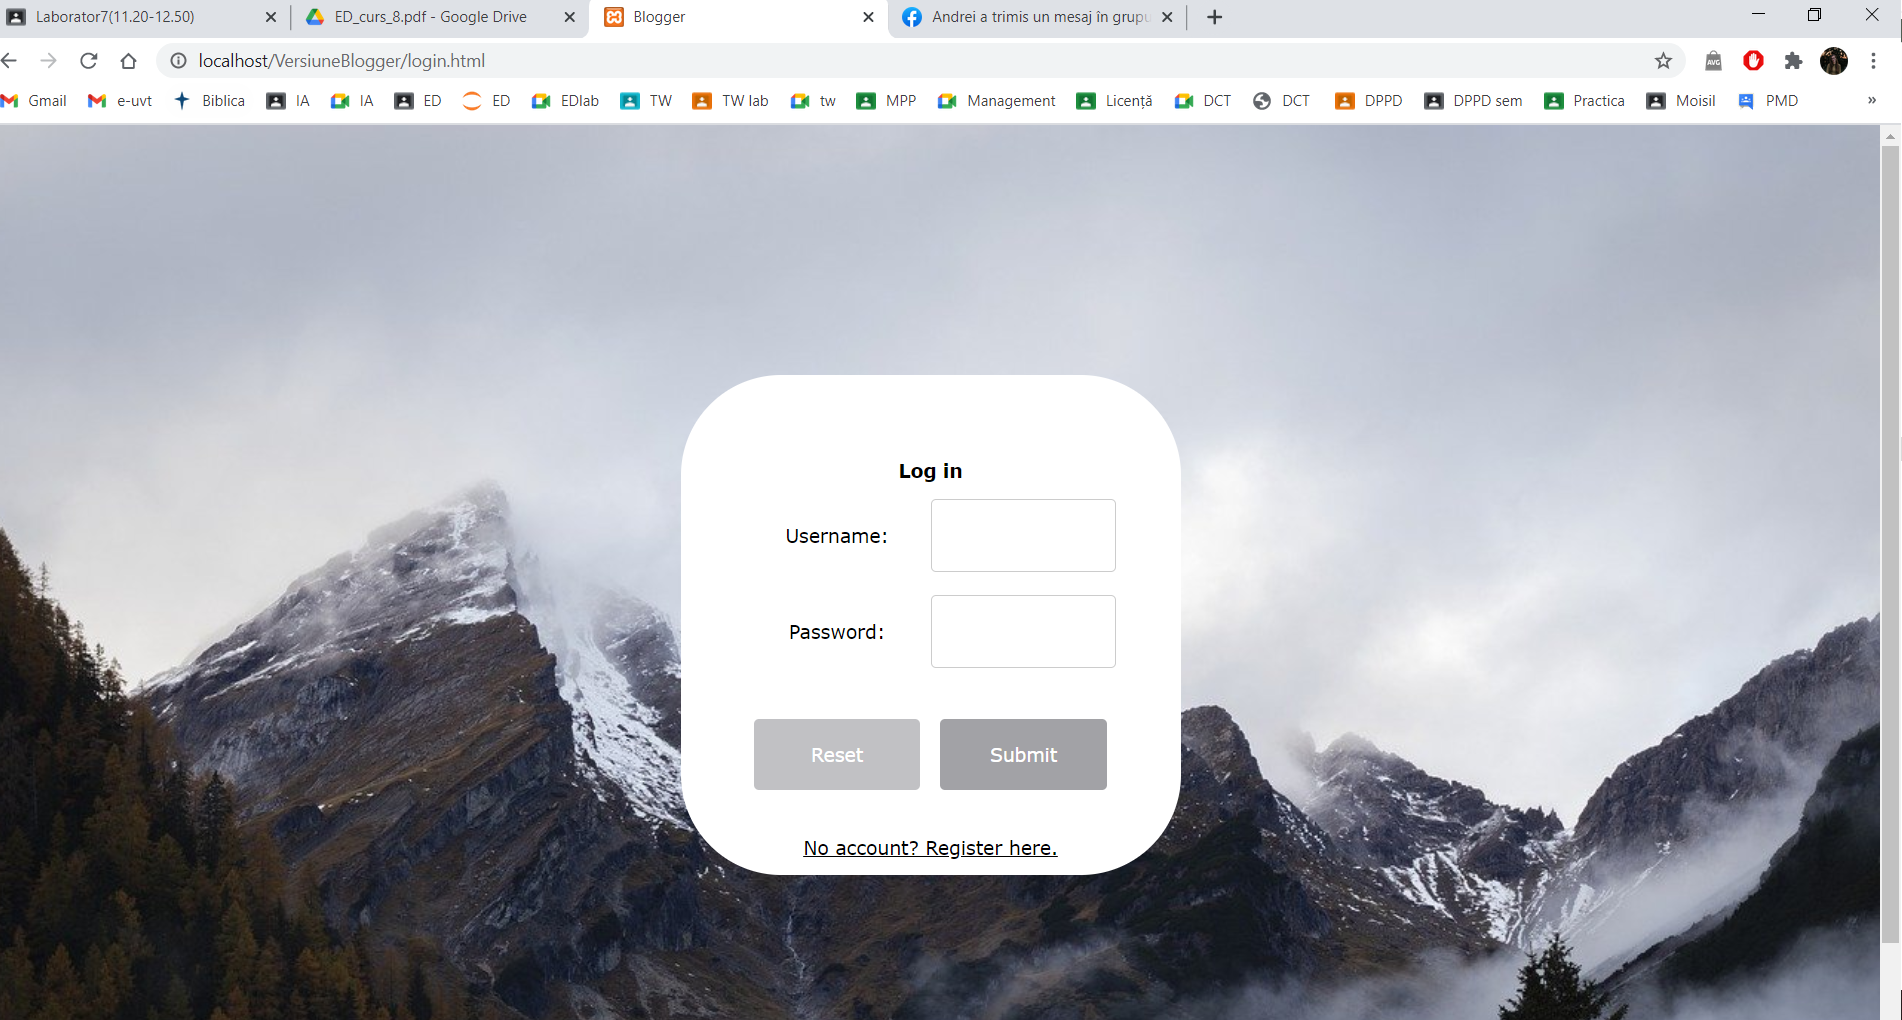 Laborator7(11.20-12.50)
ED_curs_8.pdf - Google Drive
Blogger
Andrei a trimis un mesaj în grupu
localhost/VersiuneBlogger/login.html
AVG
Gmail e-uvt Biblica IA IA ED ED EDlab TW TW lab tw MPP Management Licență DCT DCT DPPD DPPD sem Practica Moisil PMD »
Log in
Username:
Password:
Reset Submit
No account? Register here.